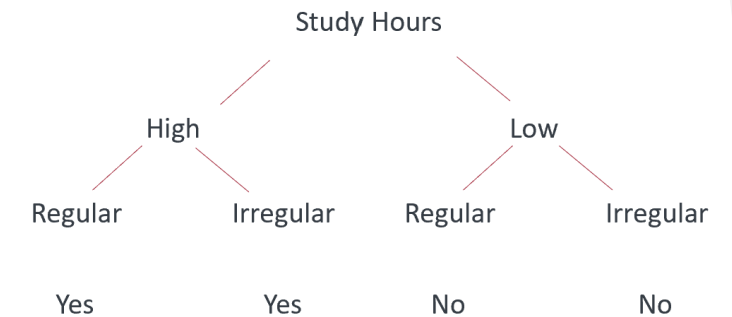 Study Hours
High Low
Regular Irregular Regular Irregular
Yes Yes No No